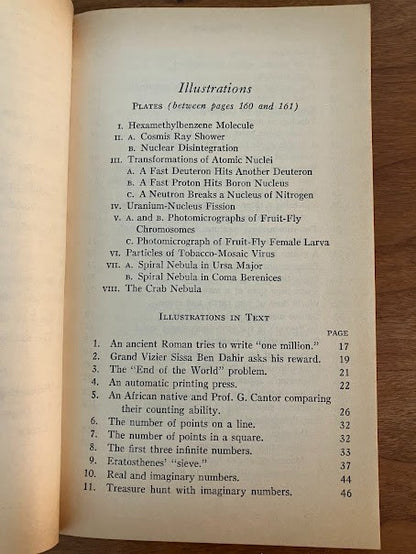 Illustrations
PLATES (between pages 160 and 161)
I. Hexamethylbenzene Molecule
II. A. Cosmis Ray Shower
B. Nuclear Disintegration
III. Transformations of Atomic Nuclei
A. A Fast Deuteron Hits Another Deuteron
B. A Fast Proton Hits Boron Nucleus
C. A Neutron Breaks a Nucleus of Nitrogen
IV. Uranium-Nucleus Fission
V. A. and B. Photomicrographs of Fruit-Fly
Chromosomes
C. Photomicrograph of Fruit-Fly Female Larva
VI. Particles of Tobacco-Mosaic Virus
VII. A. Spiral Nebula in Ursa Major
B. Spiral Nebula in Coma Berenices
VIII. The Crab Nebula
ILLUSTRATIONS IN TEXT
PAGE
1. An ancient Roman tries to write "one million." 17
2. Grand Vizier Sissa Ben Dahir asks his reward. 19
3. The "End of the World" problem. 21
4. An automatic printing press. 22
5. An African native and Prof. G. Cantor comparing
their counting ability. 26
6. The number of points on a line. 32
7. The number of points in a square. 32
8. The first three infinite numbers. 33
9. Eratosthenes' "sieve." 37
10. Real and imaginary numbers. 44
11. Treasure hunt with imaginary numbers. 46